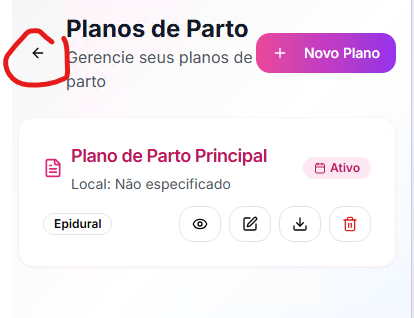 Planos de Parto
Gerencie seus planos de
parto
+ Novo Plano
Plano de Parto Principal
Local: Não especificado
Ativo
Epidural